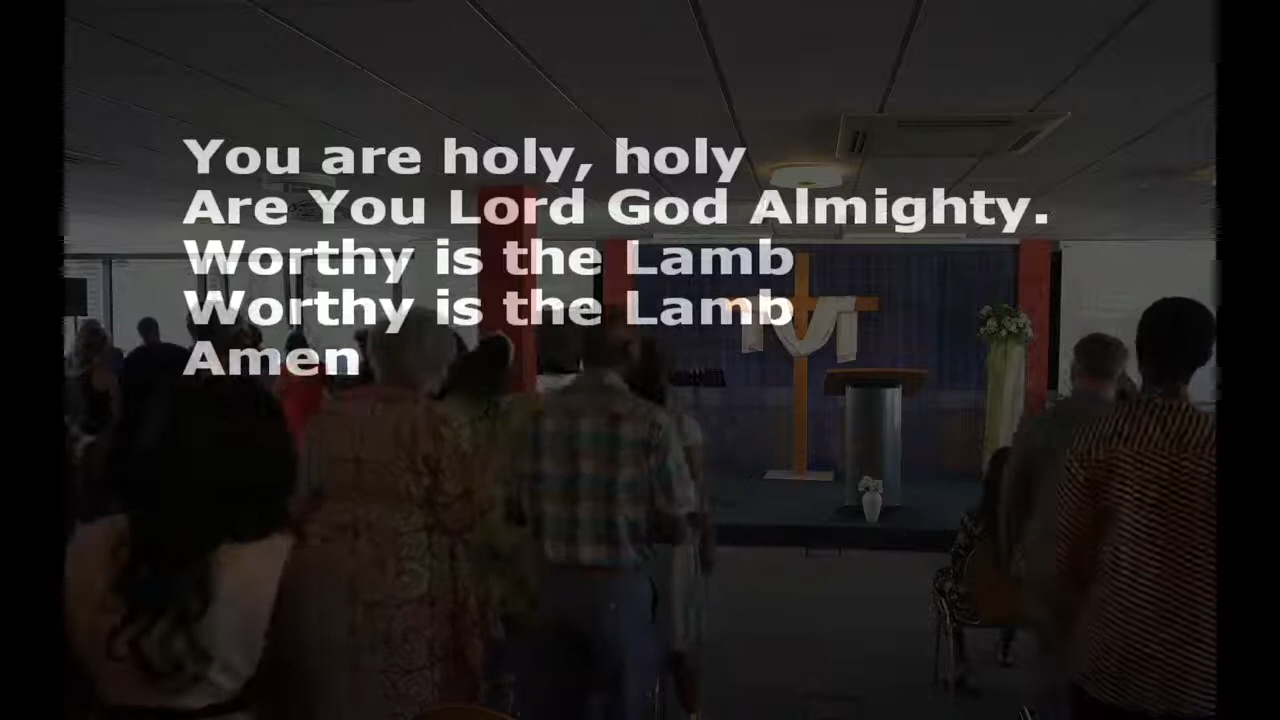 You are holy, holy
Are You Lord God Almighty.
Worthy is the Lamb
Worthy is the Lamb
Amen